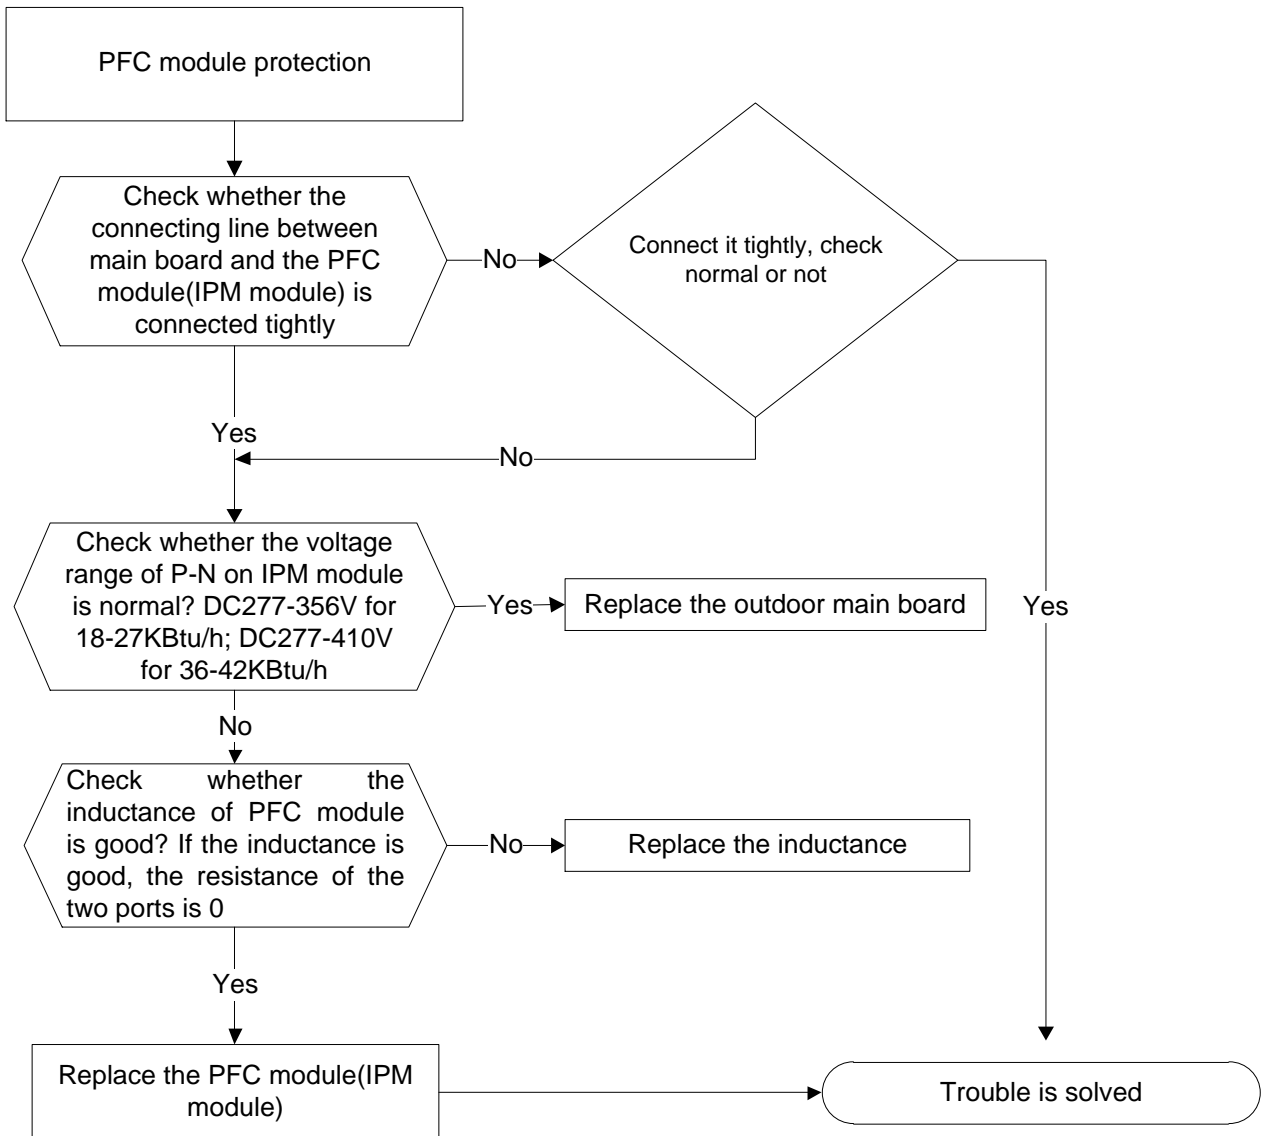 PFC module protection
Check whether the
connecting line between
main board and the PFC
module(IPM module) is
connected tightly
No
Connect it tightly, check
normal or not
Yes
No
Check whether the voltage
range of P-N on IPM module
is normal? DC277-356V for
18-27KBtu/h; DC277-410V
for 36-42KBtu/h
Yes
Replace the outdoor main board
Yes
No
Check whether the
inductance of PFC module
is good? If the inductance is
good, the resistance of the
two ports is 0
No
Replace the inductance
Yes
Replace the PFC module(IPM
module)
Trouble is solved